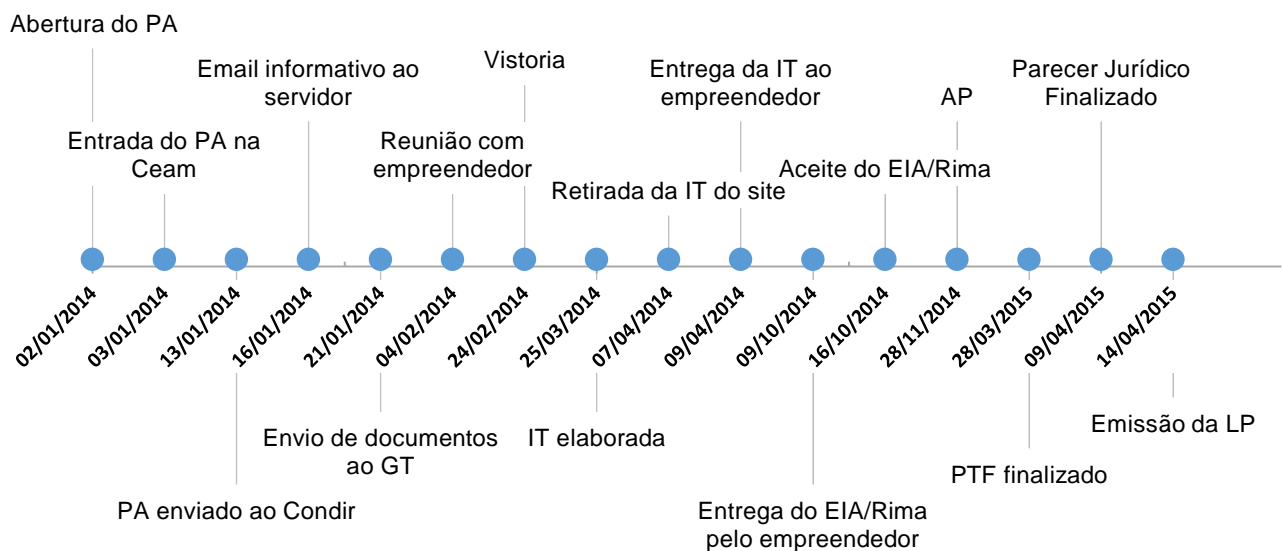 Abertura do PA
Email informativo ao
servidor
Vistoria
Entrega da IT ao
empreendedor
Parecer Jurídico
Finalizado
AP
Entrada do PA na
Ceam
Reunião com
empreendedor
Retirada da IT do site
Aceite do EIA/Rima
02/01/2014
03/01/2014
13/01/2014
16/01/2014
21/01/2014
04/02/2014
24/02/2014
25/03/2014
07/04/2014
09/04/2014
09/10/2014
16/10/2014
28/11/2014
28/03/2015
09/04/2015
14/04/2015
Envio de documentos
ao GT
IT elaborada
Emissão da LP
PTF finalizado
PA enviado ao Condir
Entrega do EIA/Rima
pelo empreendedor